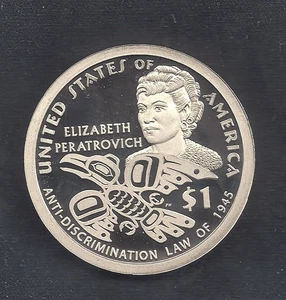 UNITED STATES OF AMERICA
ELIZABETH
PERATROVICH
$1
ANTI-DISCRIMINATION LAW OF 1945